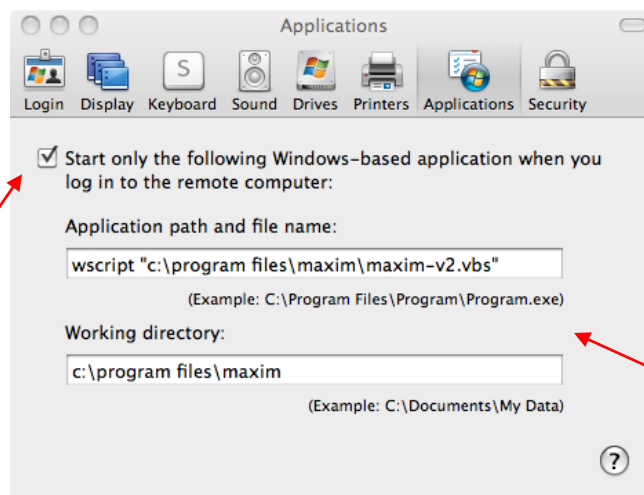 Applications
Login Display Keyboard Sound Drives Printers Applications Security
Start only the following Windows-based application when you
log in to the remote computer:
Application path and file name:
wscript "c:\program files\maxim\maxim-v2.vbs"
(Example: C:\Program Files\Program\Program.exe)
Working directory:
c:\program files\maxim
(Example: C:\Documents\My Data)
?